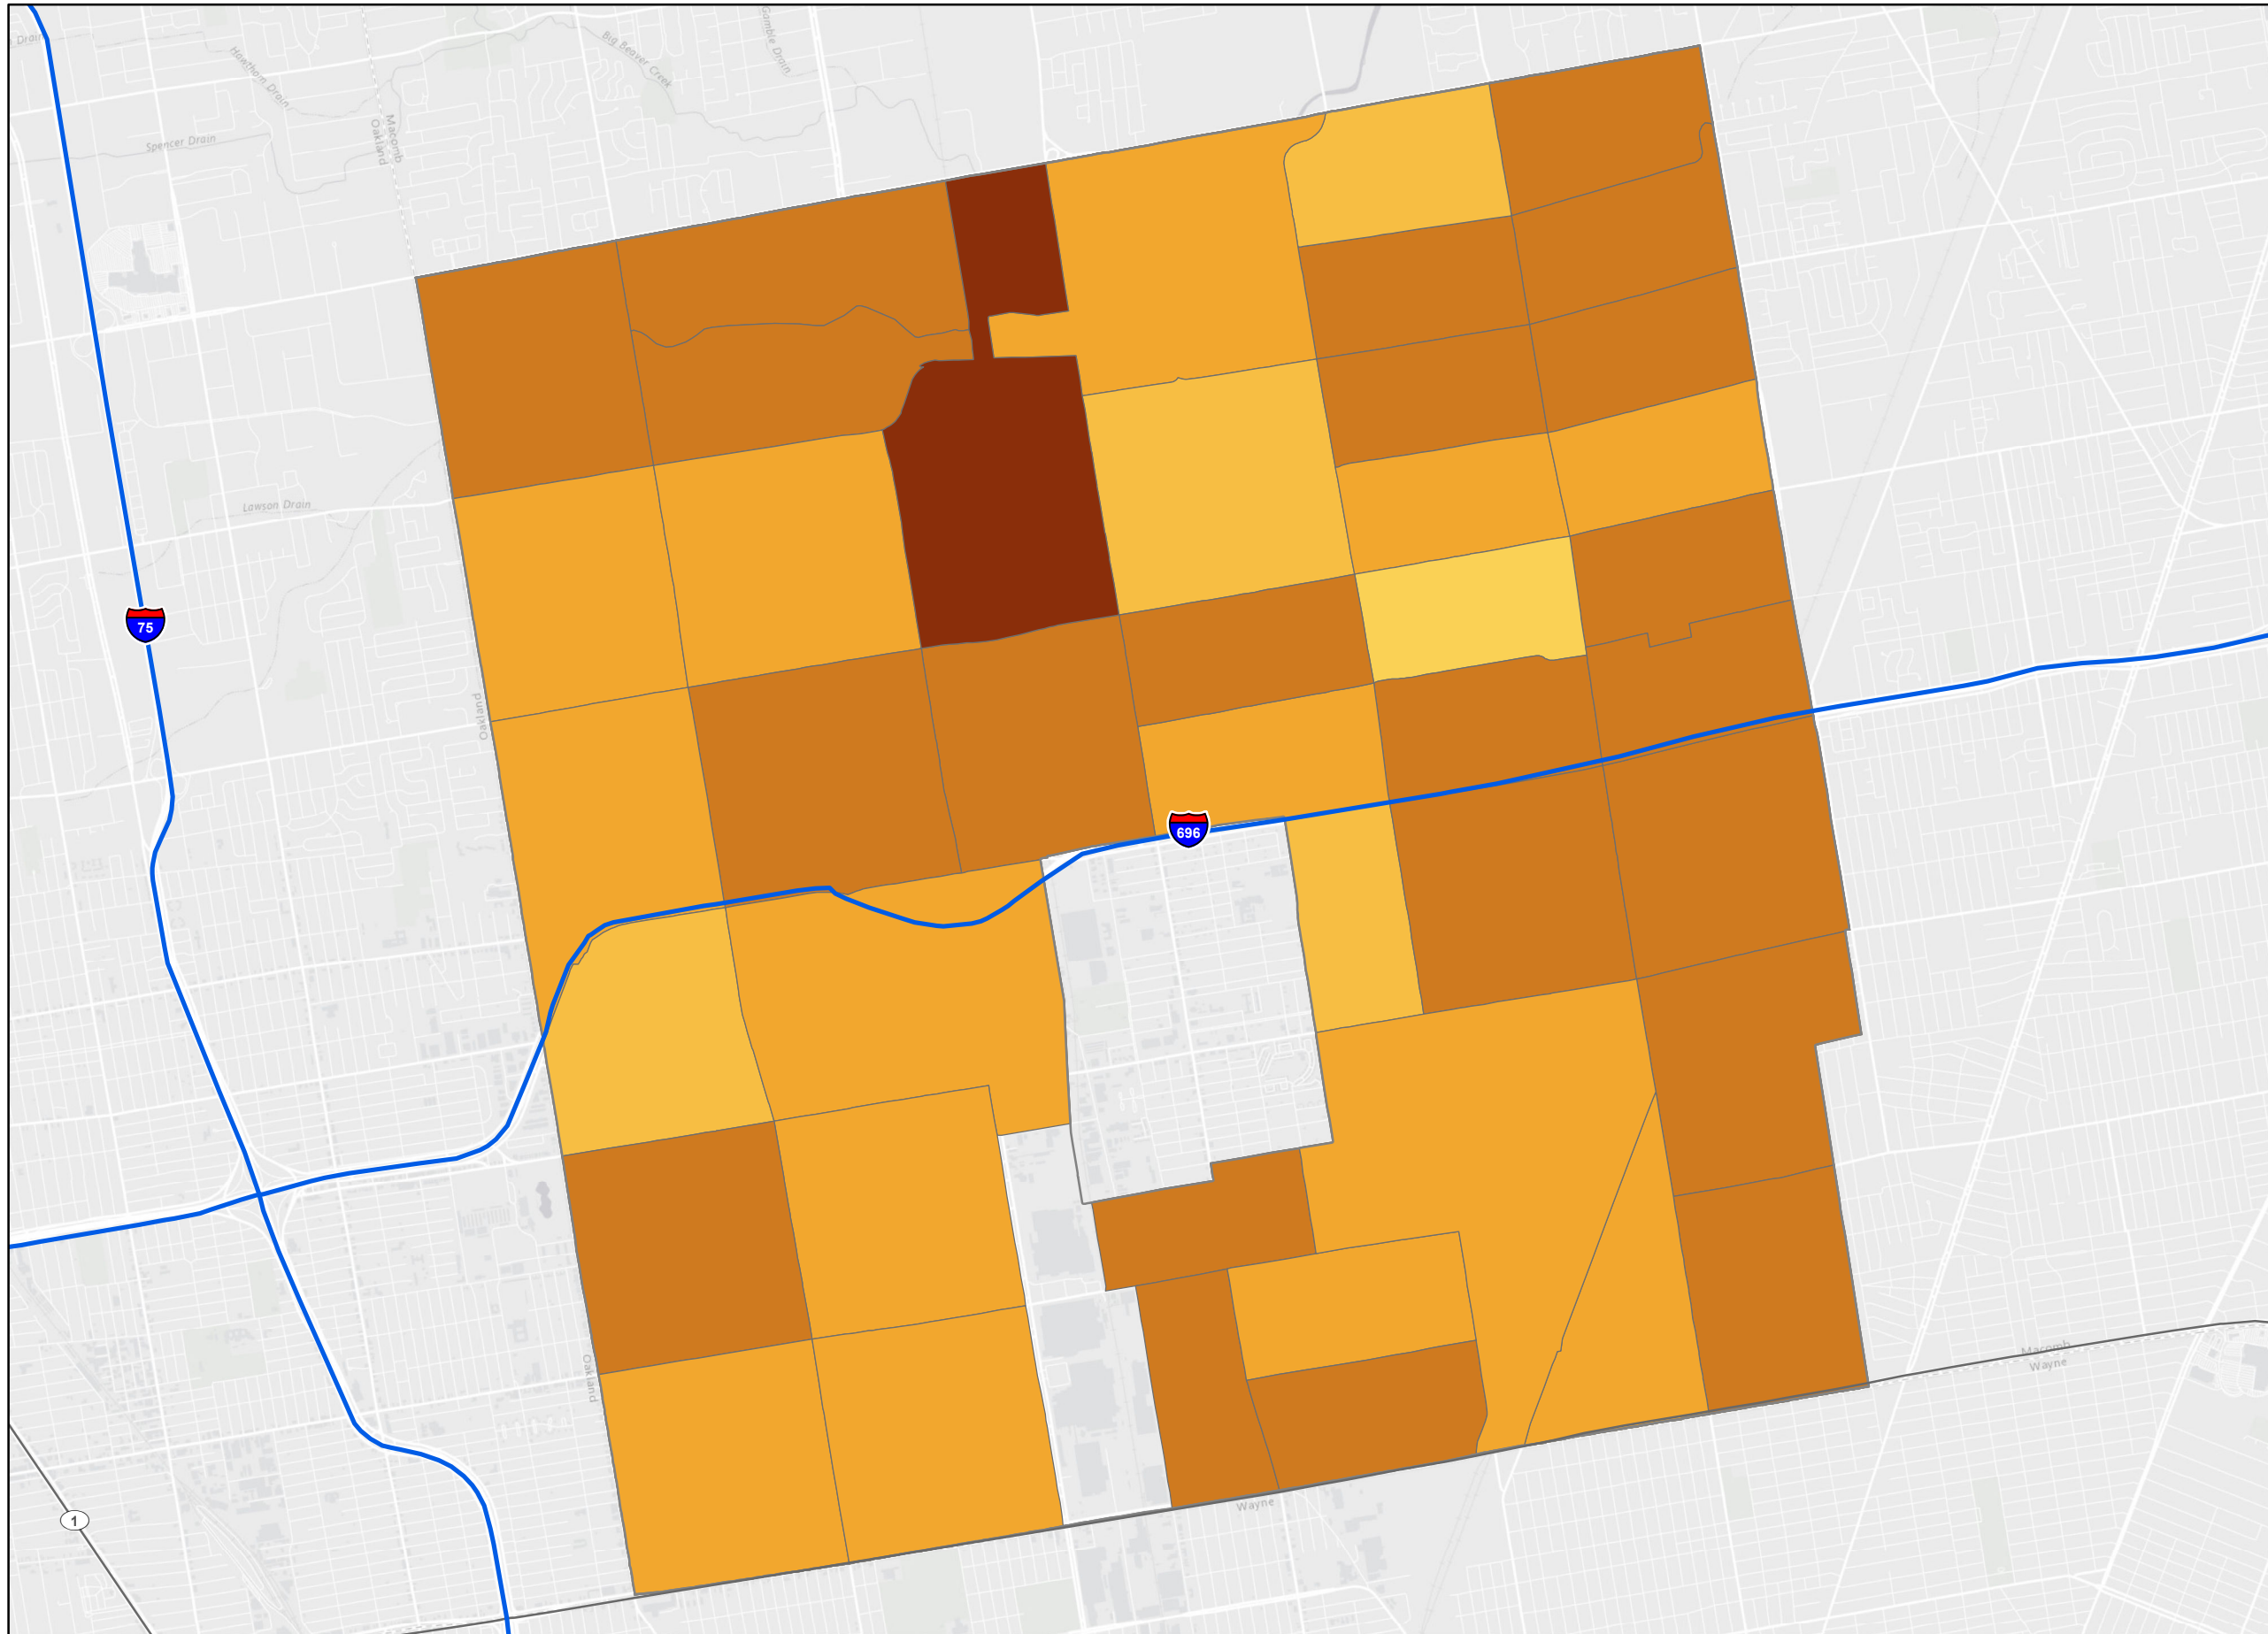 Drain
Hawthorn Drain
Big Beaver Creek
Gamble Drain
Spencer Drain
Macomb
Oakland
Lawson Drain
75
Oakland
696
Oakland
Macomb
Wayne
Wayne
1